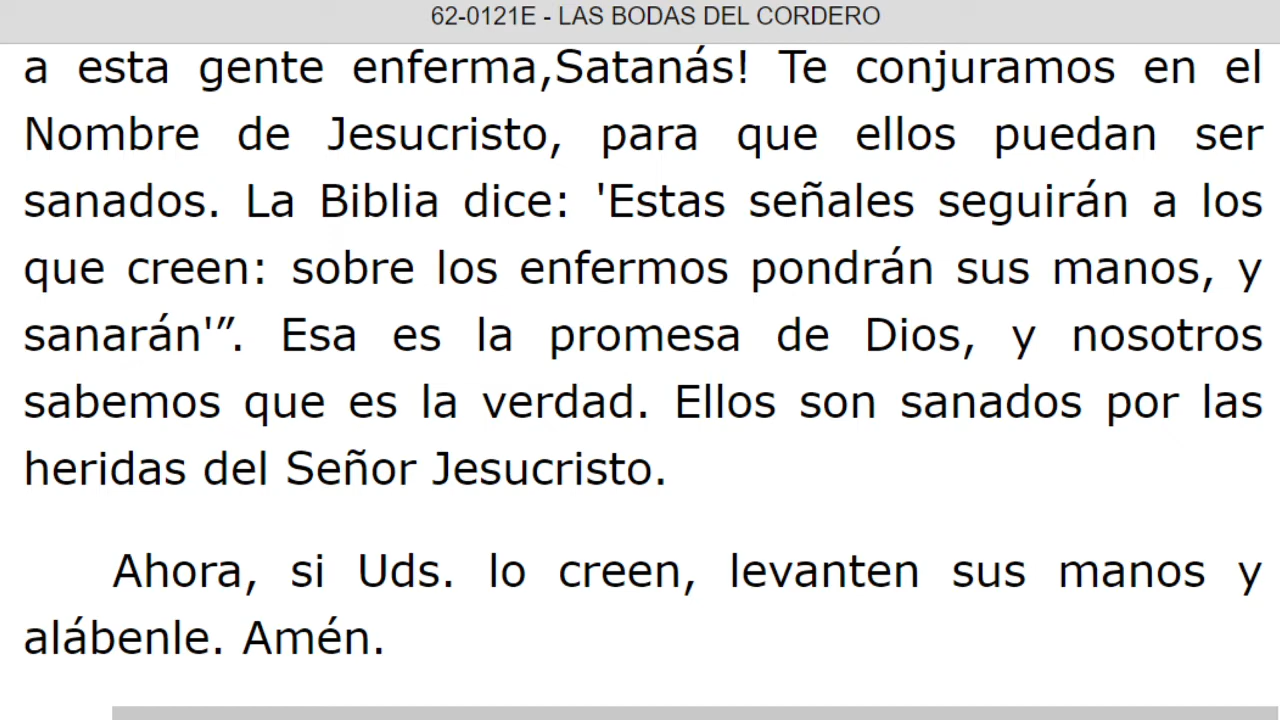 62-0121E - LAS BODAS DEL CORDERO
a esta gente enferma,Satanás! Te conjuramos en el
Nombre de Jesucristo, para que ellos puedan ser
sanados. La Biblia dice: 'Estas señales seguirán a los
que creen: sobre los enfermos pondrán sus manos, y
sanarán'”. Esa es la promesa de Dios, y nosotros
sabemos que es la verdad. Ellos son sanados por las
heridas del Señor Jesucristo.
Ahora, si Uds. lo creen, levanten sus manos y
alábenle. Amén.